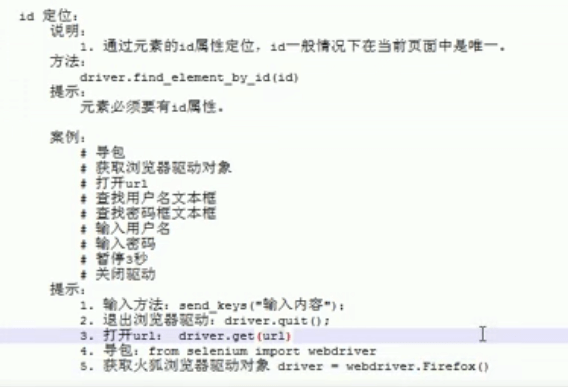 id 定位:
说明:
1. 通过元素的id属性定位，id一般情况下在当前页面中是唯一。
方法:
driver.find_element_by_id(id)
提示:
元素必须要有id属性。
案例:
# 导包
# 获取浏览器驱动对象
# 打开url
# 查找用户名文本框
# 查找密码框文本框
# 输入用户名
# 输入密码
# 暂停3秒
# 关闭驱动
提示:
1. 输入方法: send_keys("输入内容");
2. 退出浏览器驱动: driver.quit();
3. 打开url: driver.get(url)
4. 导包: from selenium import webdriver
5. 获取火狐浏览器驱动对象 driver = webdriver.Firefox()